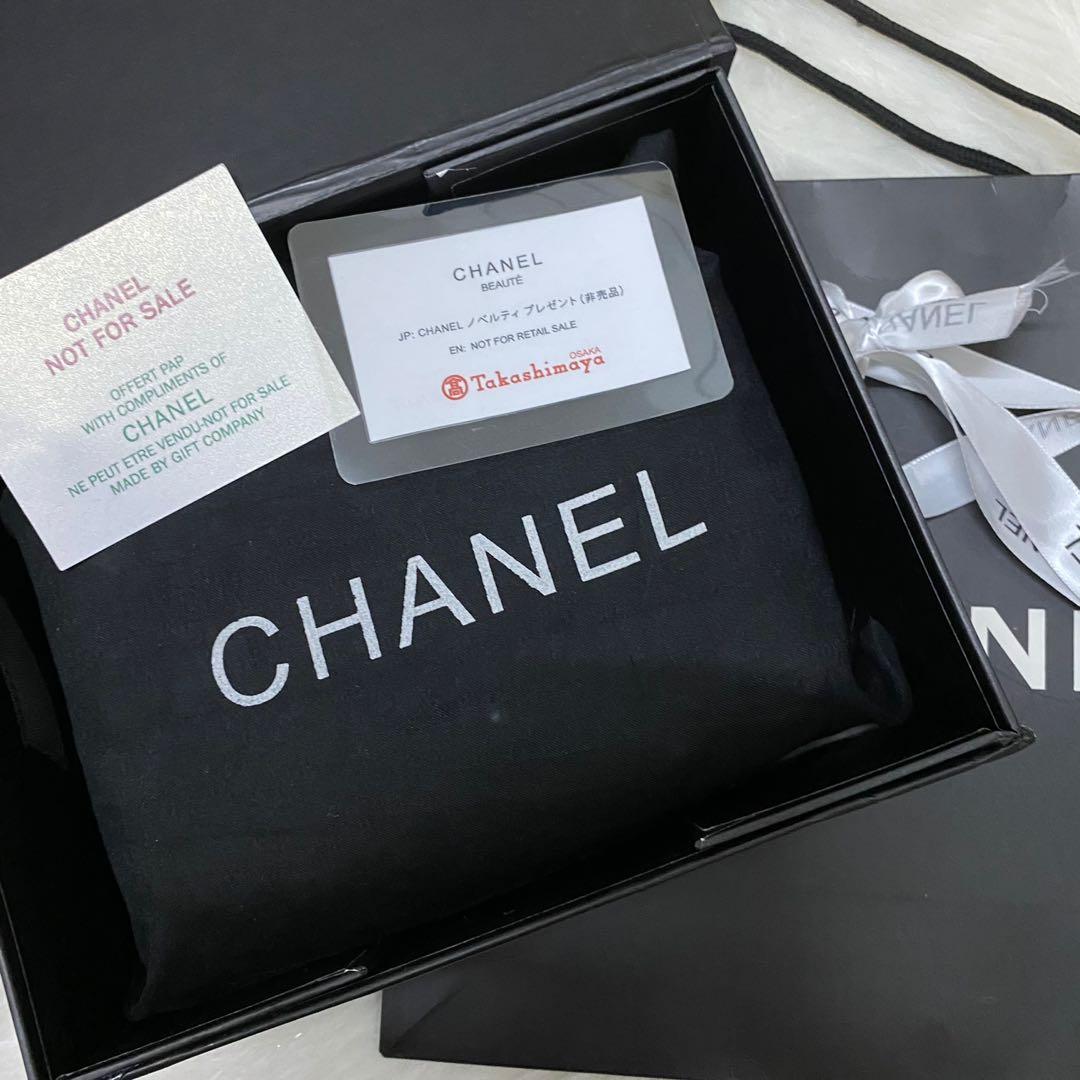 CHANEL
NOT FOR SALE
OFFERT PAP
WITH COMPLIMENTS OF
CHANEL
NE PEUT ETRE VENDU-NOT FOR SALE
MADE BY GIFT COMPANY
CHANEL
BEAUTÉ
JP: CHANEL ノベルティ プレゼント (非売品)
EN: NOT FOR RETAIL SALE
OSAKA
髙 Takashimaya
CHANEL